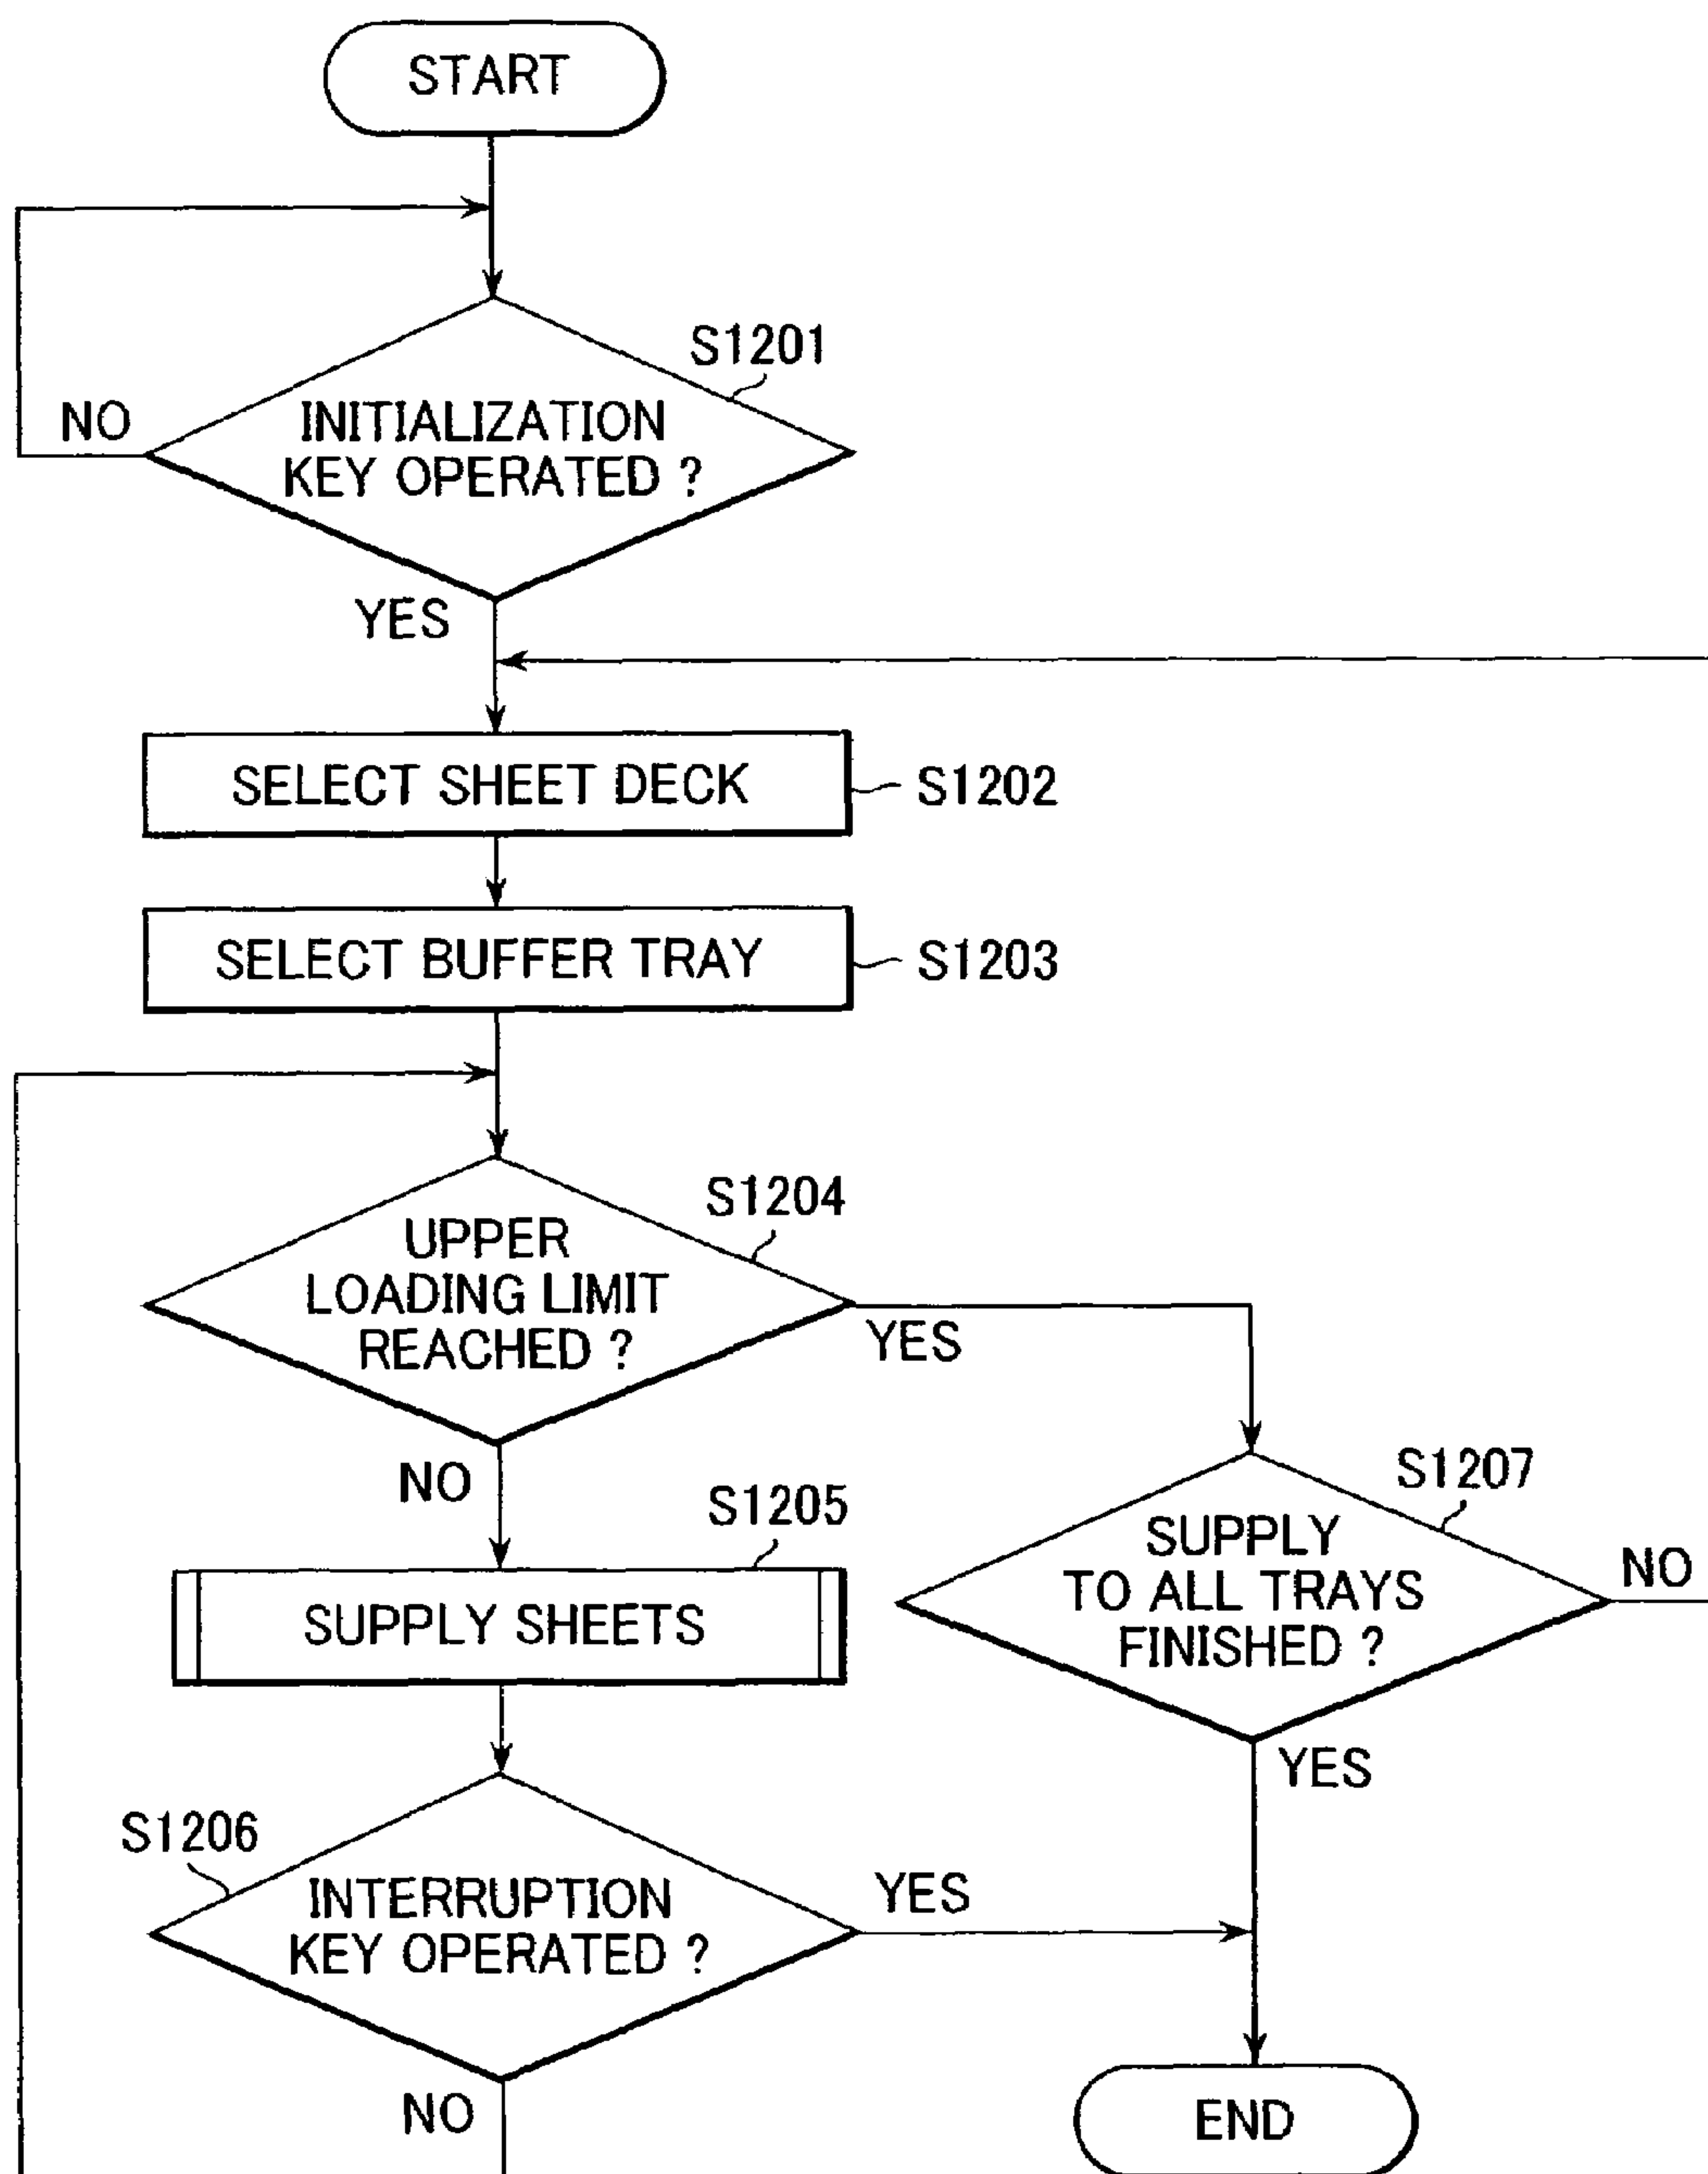 START
S1201
NO
INITIALIZATION
KEY OPERATED ?
YES
SELECT SHEET DECK
S1202
SELECT BUFFER TRAY
S1203
S1204
UPPER
LOADING LIMIT
REACHED ?
YES
NO
S1205
SUPPLY SHEETS
S1207
SUPPLY
TO ALL TRAYS
FINISHED ?
NO
YES
S1206
INTERRUPTION
KEY OPERATED ?
YES
NO
END